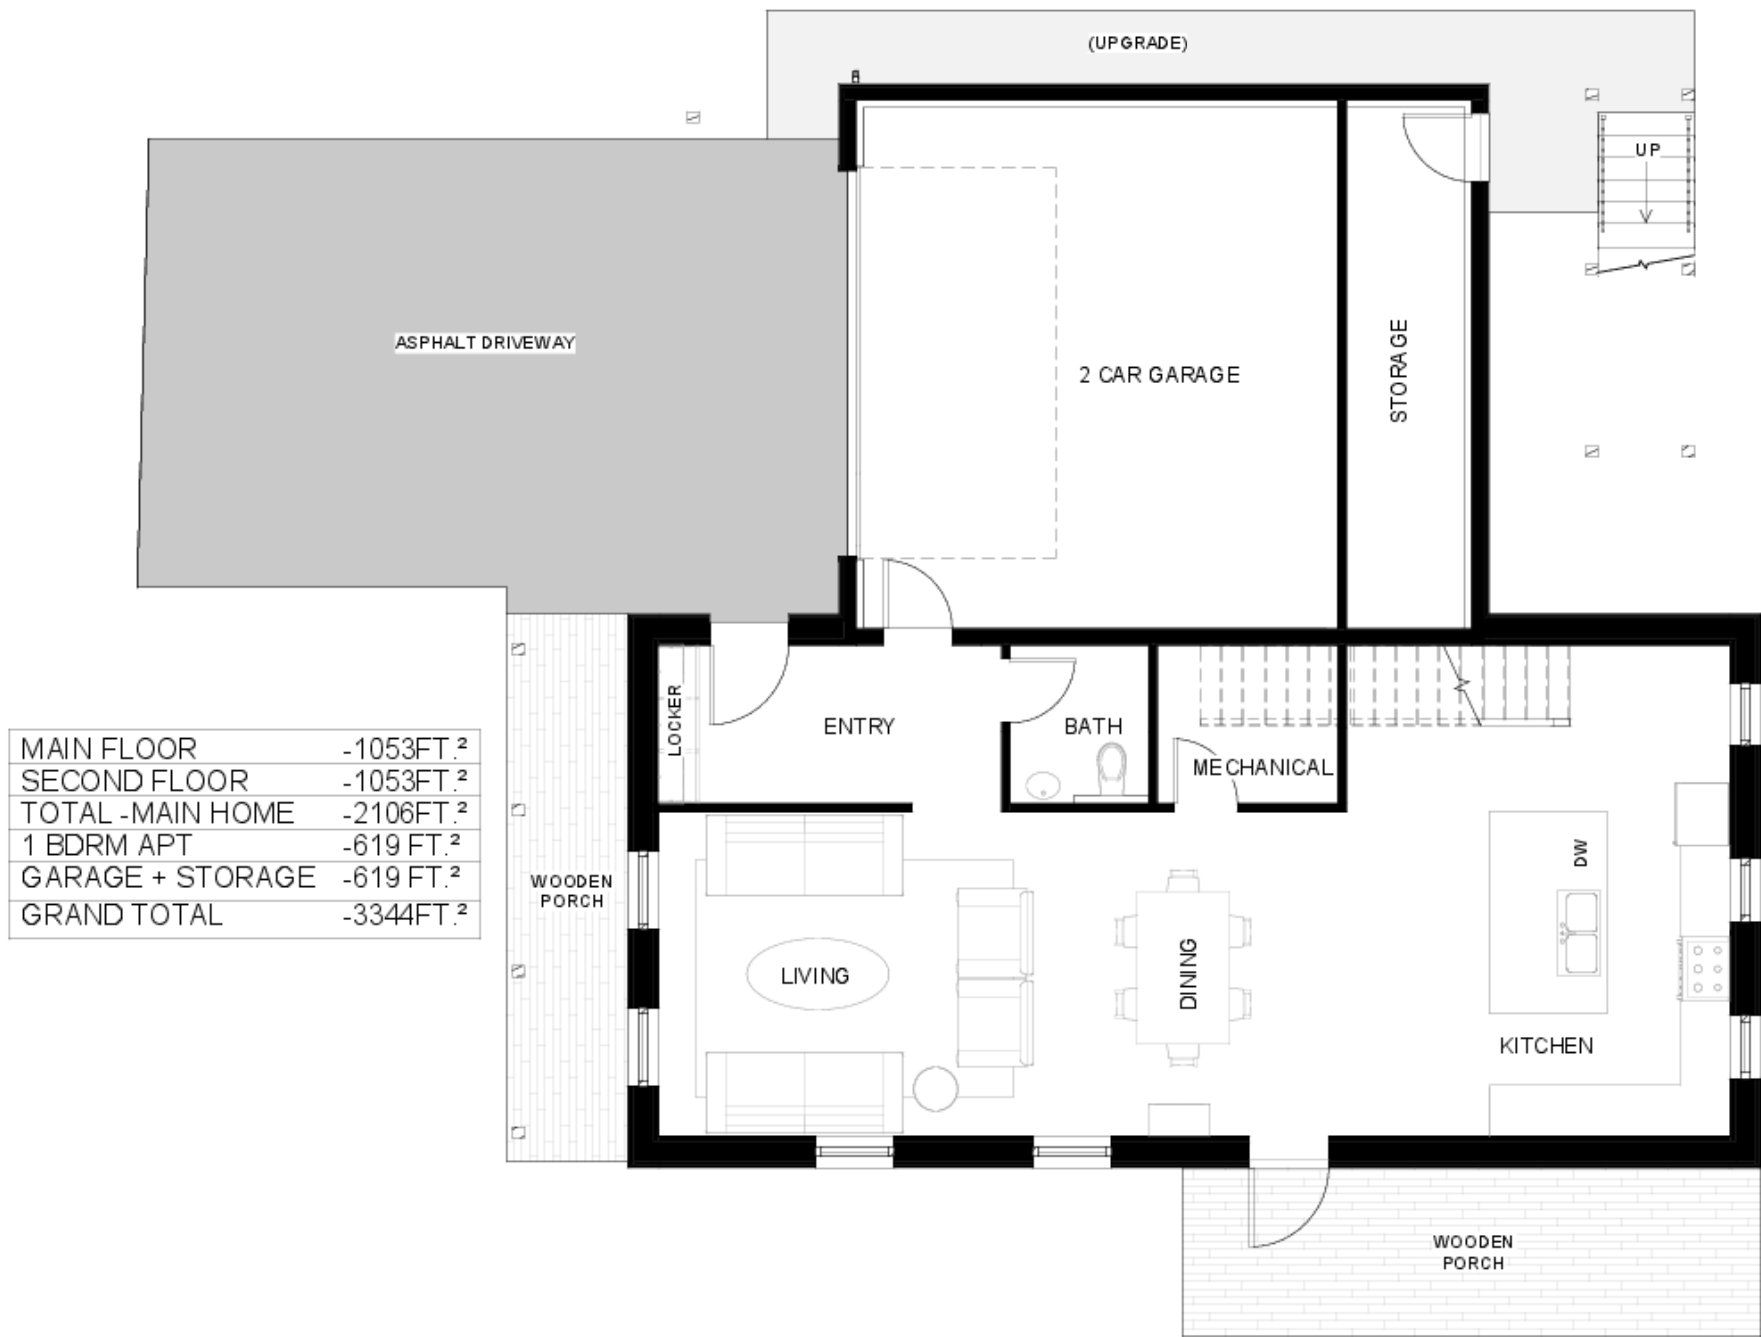 (UPGRADE)
UP
ASPHALT DRIVEWAY
2 CAR GARAGE
STORAGE
LOCKER
ENTRY
BATH
MECHANICAL
MAIN FLOOR -1053FT.²
SECOND FLOOR -1053FT.²
TOTAL -MAIN HOME -2106FT.²
1 BDRM APT -619 FT.²
GARAGE + STORAGE -619 FT.²
GRAND TOTAL -3344FT.²
WOODEN
PORCH
LIVING
DINING
DW
KITCHEN
WOODEN
PORCH